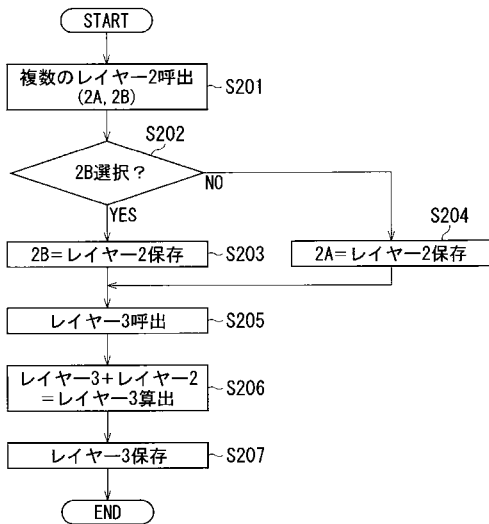 START
複数のレイヤー2呼出
(2A, 2B)
S201
S202
2B選択？
NO
YES
S204
2B=レイヤー2保存
S203
2A=レイヤー2保存
レイヤー3呼出
S205
レイヤー3+レイヤー2
=レイヤー3算出
S206
レイヤー3保存
S207
END